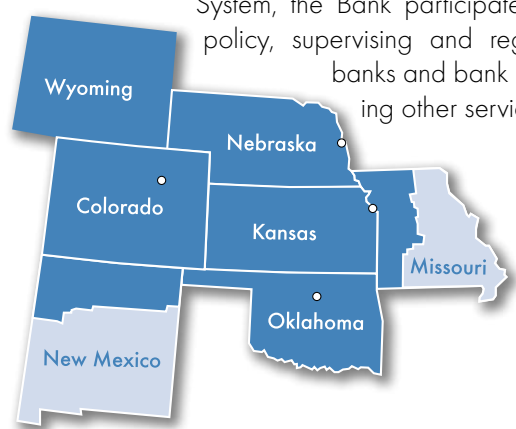 System, the Bank participate
policy, supervising and reg
banks and bank
ing other servic
Wyoming
Nebraska
Colorado
Kansas
Missouri
Oklahoma
New Mexico